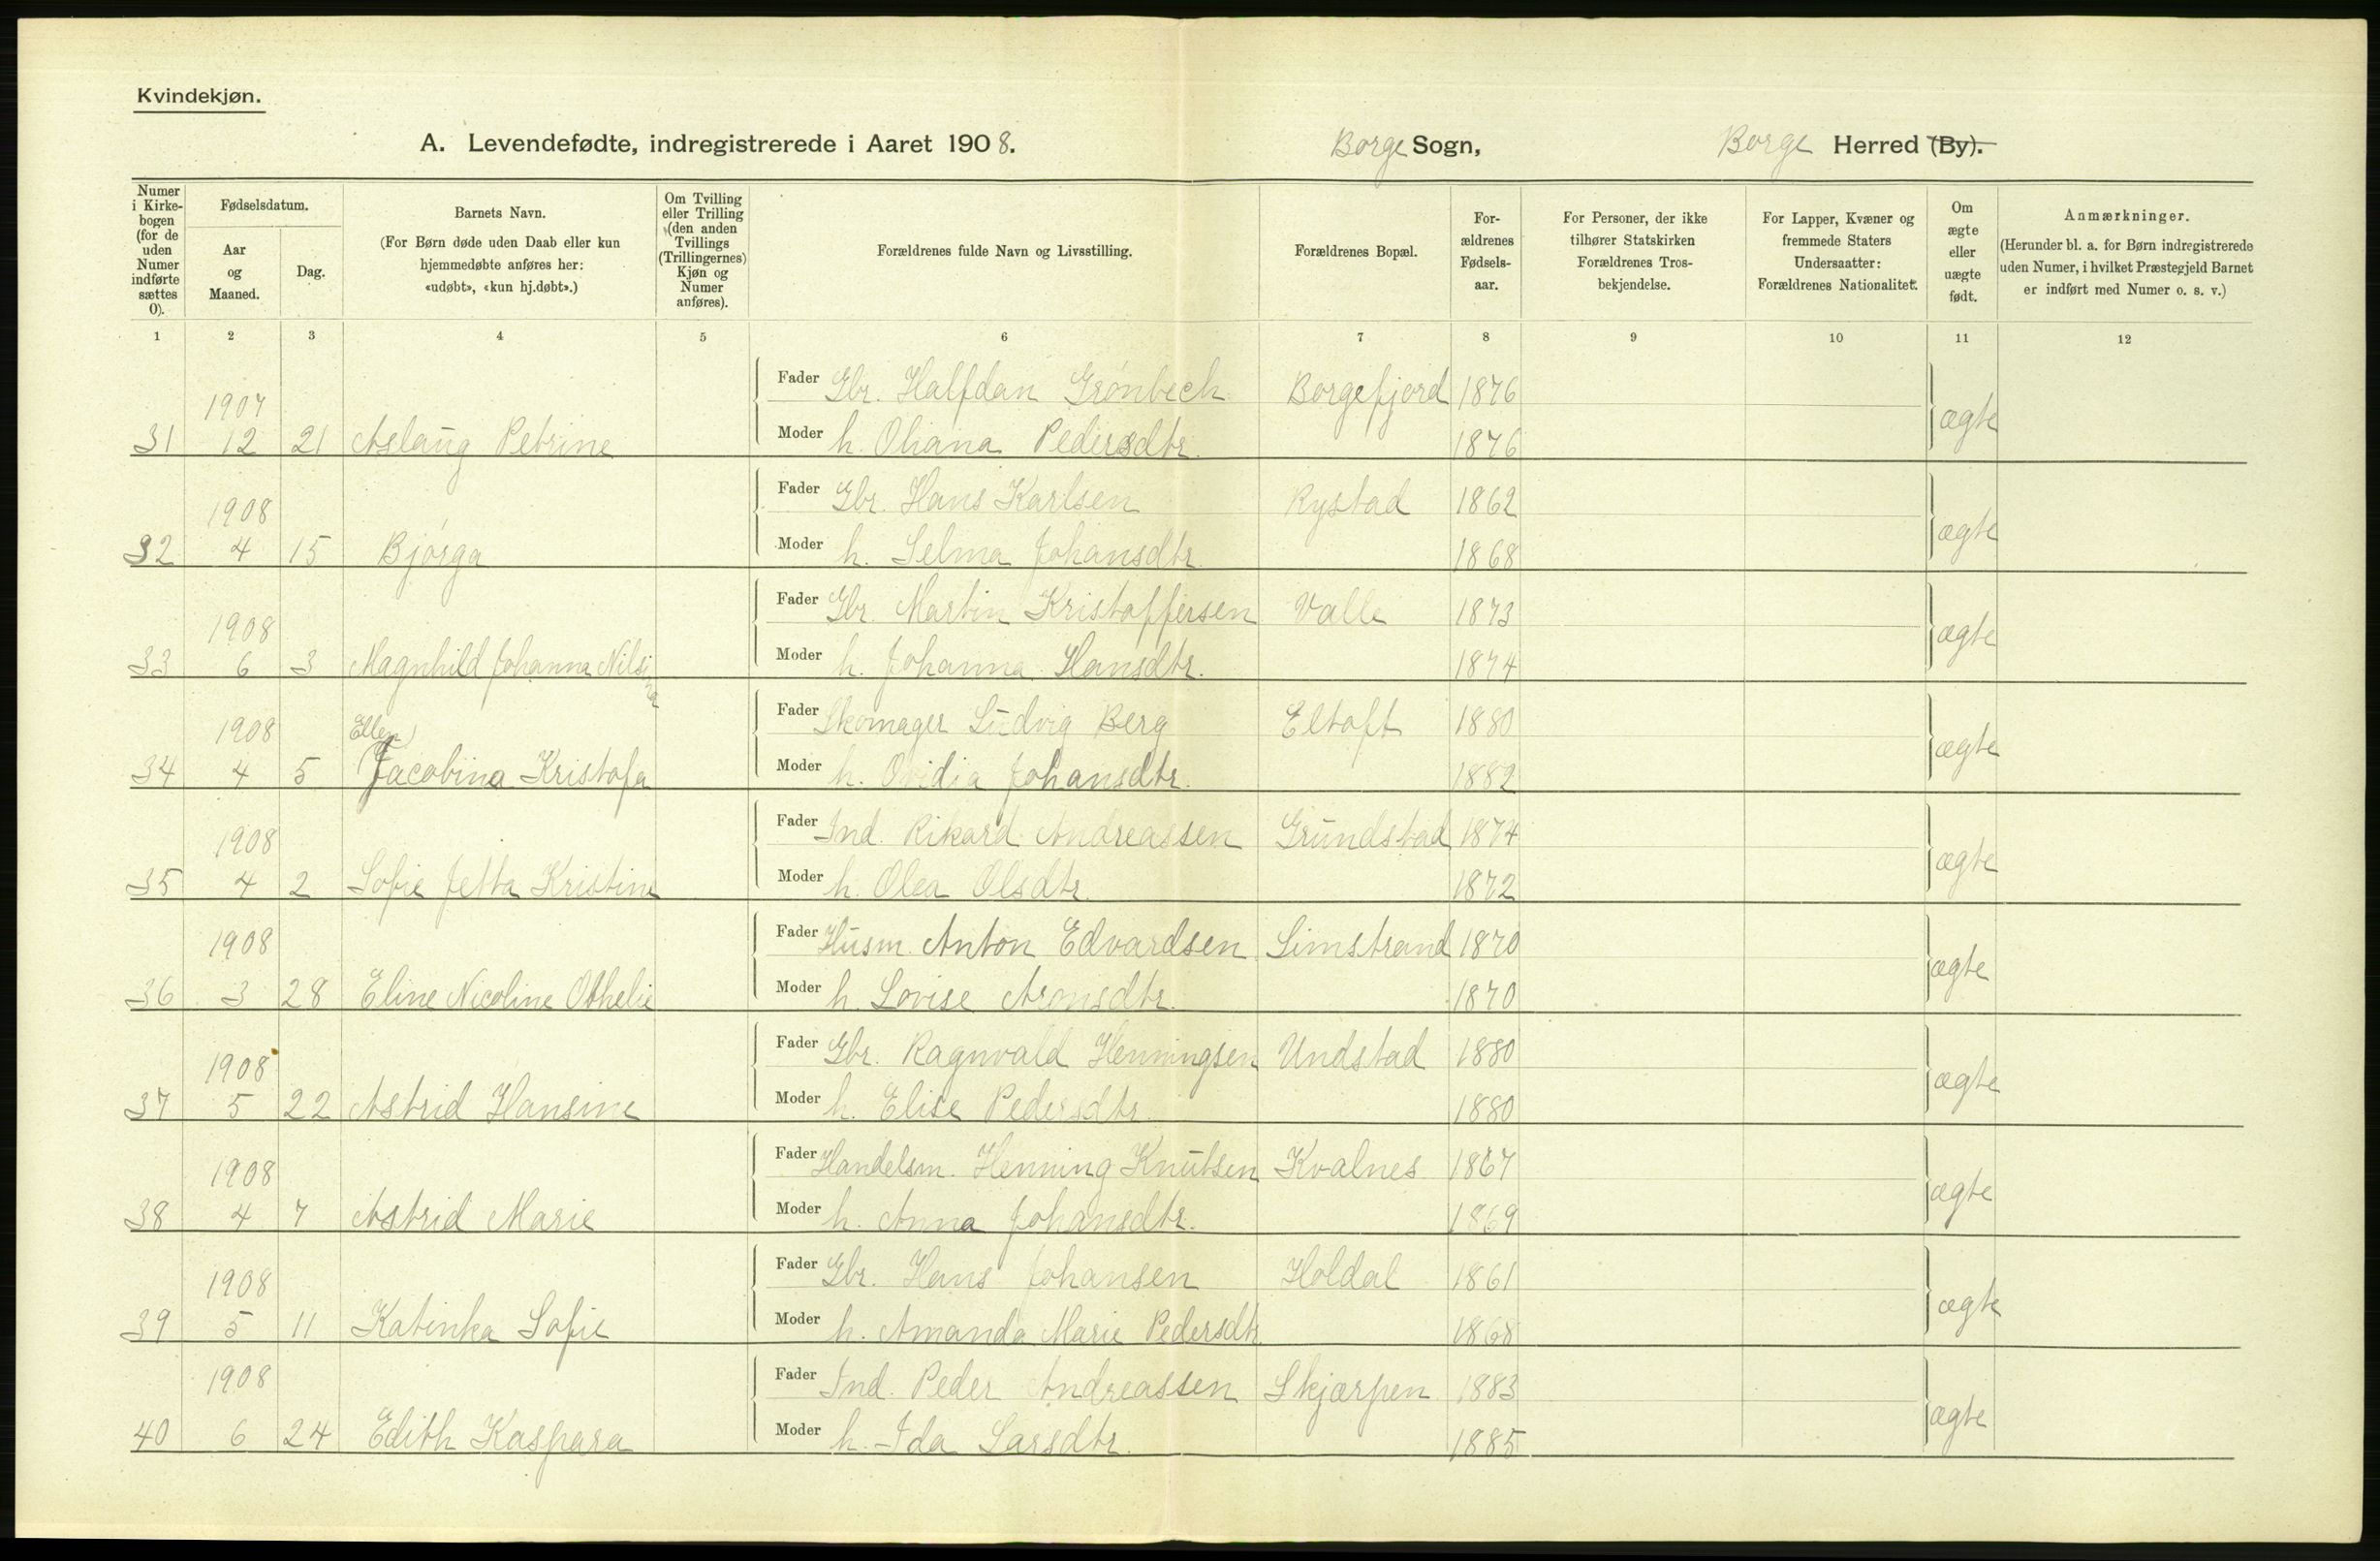 Kvindekjøn.
A. Levendefødte, indregistrerede i Aaret 1908. Borge Sogn, Borge Herred (By).
Numer i Kirkebogen (for de uden Numer indførte sættes 0).
Fødselsdatum.
Aar og Maaned.
Dag.
Barnets Navn.
(For Børn døde uden Daab eller kun hjemmedøbte anføres her: «udøbt», «kun hj.døbt».)
Om Tvilling eller Trilling (den anden Tvillings (Trillingernes) Kjøn og Numer anføres).
Forældrenes fulde Navn og Livsstilling.
Forældrenes Bopæl.
Forældrenes Fødselsaar.
For Personer, der ikke tilhører Statskirken Forældrenes Trosbekjendelse.
For Lapper, Kvæner og fremmede Staters Undersaatter: Forældrenes Nationalitet.
Om ægte eller uægte født.
Anmærkninger.
(Herunder bl. a. for Børn indregistrerede uden Numer, i hvilket Præstegjeld Barnet er indført med Numer o. s. v.)
1 2 3 4 5 6 7 8 9 10 11 12
1907 Fader Gbr. Halfdan Grönbech Borgefjord 1876 ægte
31 12 21 Aslaug Petrine Moder h. Oliana Pedersdtr. 1876
1908 Fader Gbr. Hans Karlsen Rystad 1862 ægte
32 4 15 Bjørga Moder h. Selma Johansdtr. 1868
1908 Fader Gbr. Martin Kristoffersen Valle 1873 ægte
33 6 3 Magnhild Johanna Nilsina Moder h. Johanna Hansdtr. 1874
1908 Ellen Fader Skomager Ludvig Berg Eltoft 1880 ægte
34 4 5 Jacobina Kristofa Moder h. Ovidia Johansdtr. 1882
1908 Fader Ind. Rikard Andreassen Grundstad 1874 ægte
35 4 2 Sofie Jetta Kristine Moder h. Olea Olsdtr. 1872
1908 Fader Husm. Anton Edvardsen Limstrand 1870 ægte
36 3 28 Eline Nicoline Othelie Moder h. Lovise Aronsdtr. 1870
1908 Fader Gbr. Ragnvald Henningsen Undstad 1880 ægte
37 5 22 Astrid Hansine Moder h. Elise Pedersdtr. 1880
1908 Fader Handelsm. Henning Knutsen Kvalnes 1867 ægte
38 4 7 Astrid Marie Moder h. Anna Johansdtr. 1869
1908 Fader Gbr. Hans Johansen Holdal 1861 ægte
39 5 11 Katinka Sofie Moder h. Amanda Marie Pedersdtr. 1868
1908 Fader Ind. Peder Andreassen Skjærpen 1883 ægte
40 6 24 Edith Kaspara Moder h. Ida Larsdtr. 1885